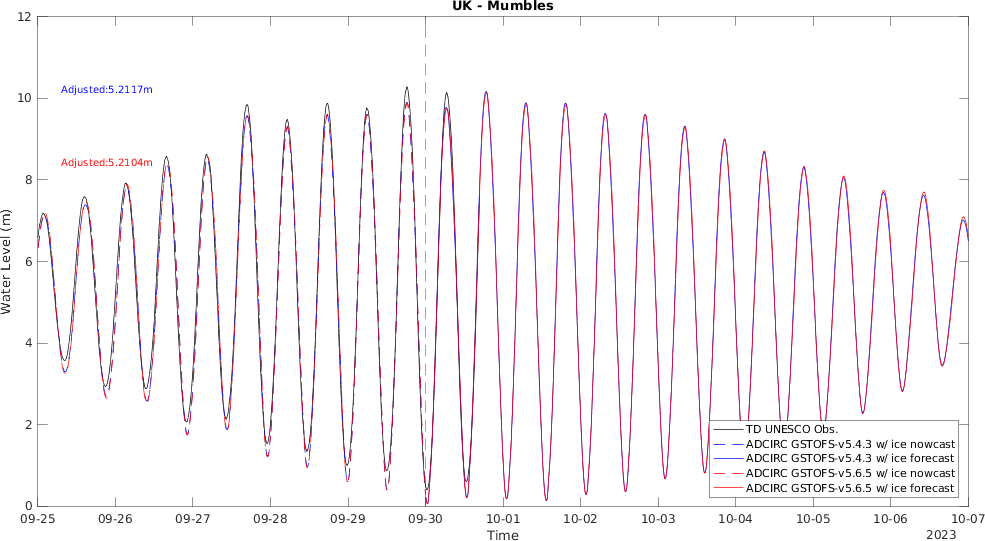 UK - Mumbles
12
10
8
6
4
2
0
Water Level (m)
Adjusted:5.2117m
Adjusted:5.2104m
TD UNESCO Obs.
ADCIRC GSTOFS-v5.4.3 w/ ice nowcast
ADCIRC GSTOFS-v5.4.3 w/ ice forecast
ADCIRC GSTOFS-v5.6.5 w/ ice nowcast
ADCIRC GSTOFS-v5.6.5 w/ ice forecast
09-25 09-26 09-27 09-28 09-29 09-30 10-01 10-02 10-03 10-04 10-05 10-06 10-07
Time
2023